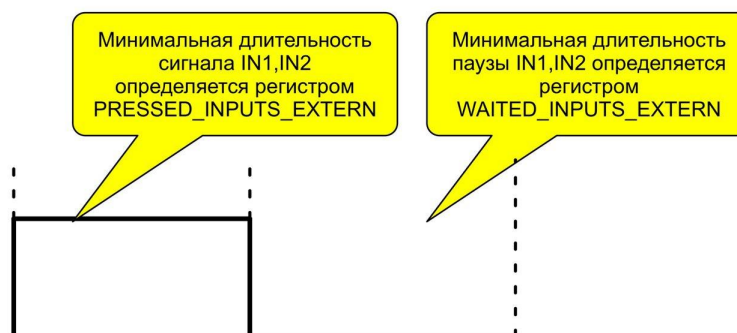 Минимальная длительность
сигнала IN1,IN2
определяется регистром
PRESSED_INPUTS_EXTERN
Минимальная длительность
паузы IN1,IN2 определяется
регистром
WAITED_INPUTS_EXTERN